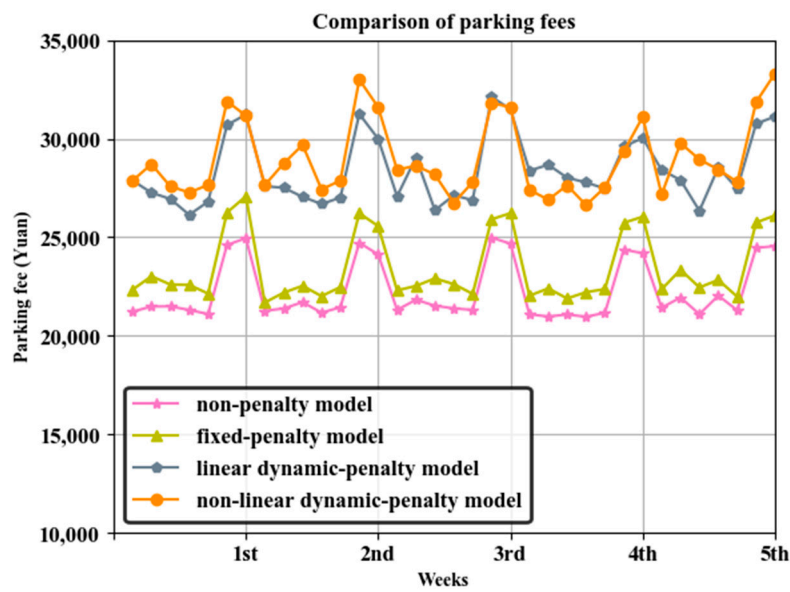 Comparison of parking fees
35,000
30,000
25,000
20,000
15,000
10,000
Parking fee (Yuan)
non-penalty model
fixed-penalty model
linear dynamic-penalty model
non-linear dynamic-penalty model
1st 2nd 3rd 4th 5th
Weeks